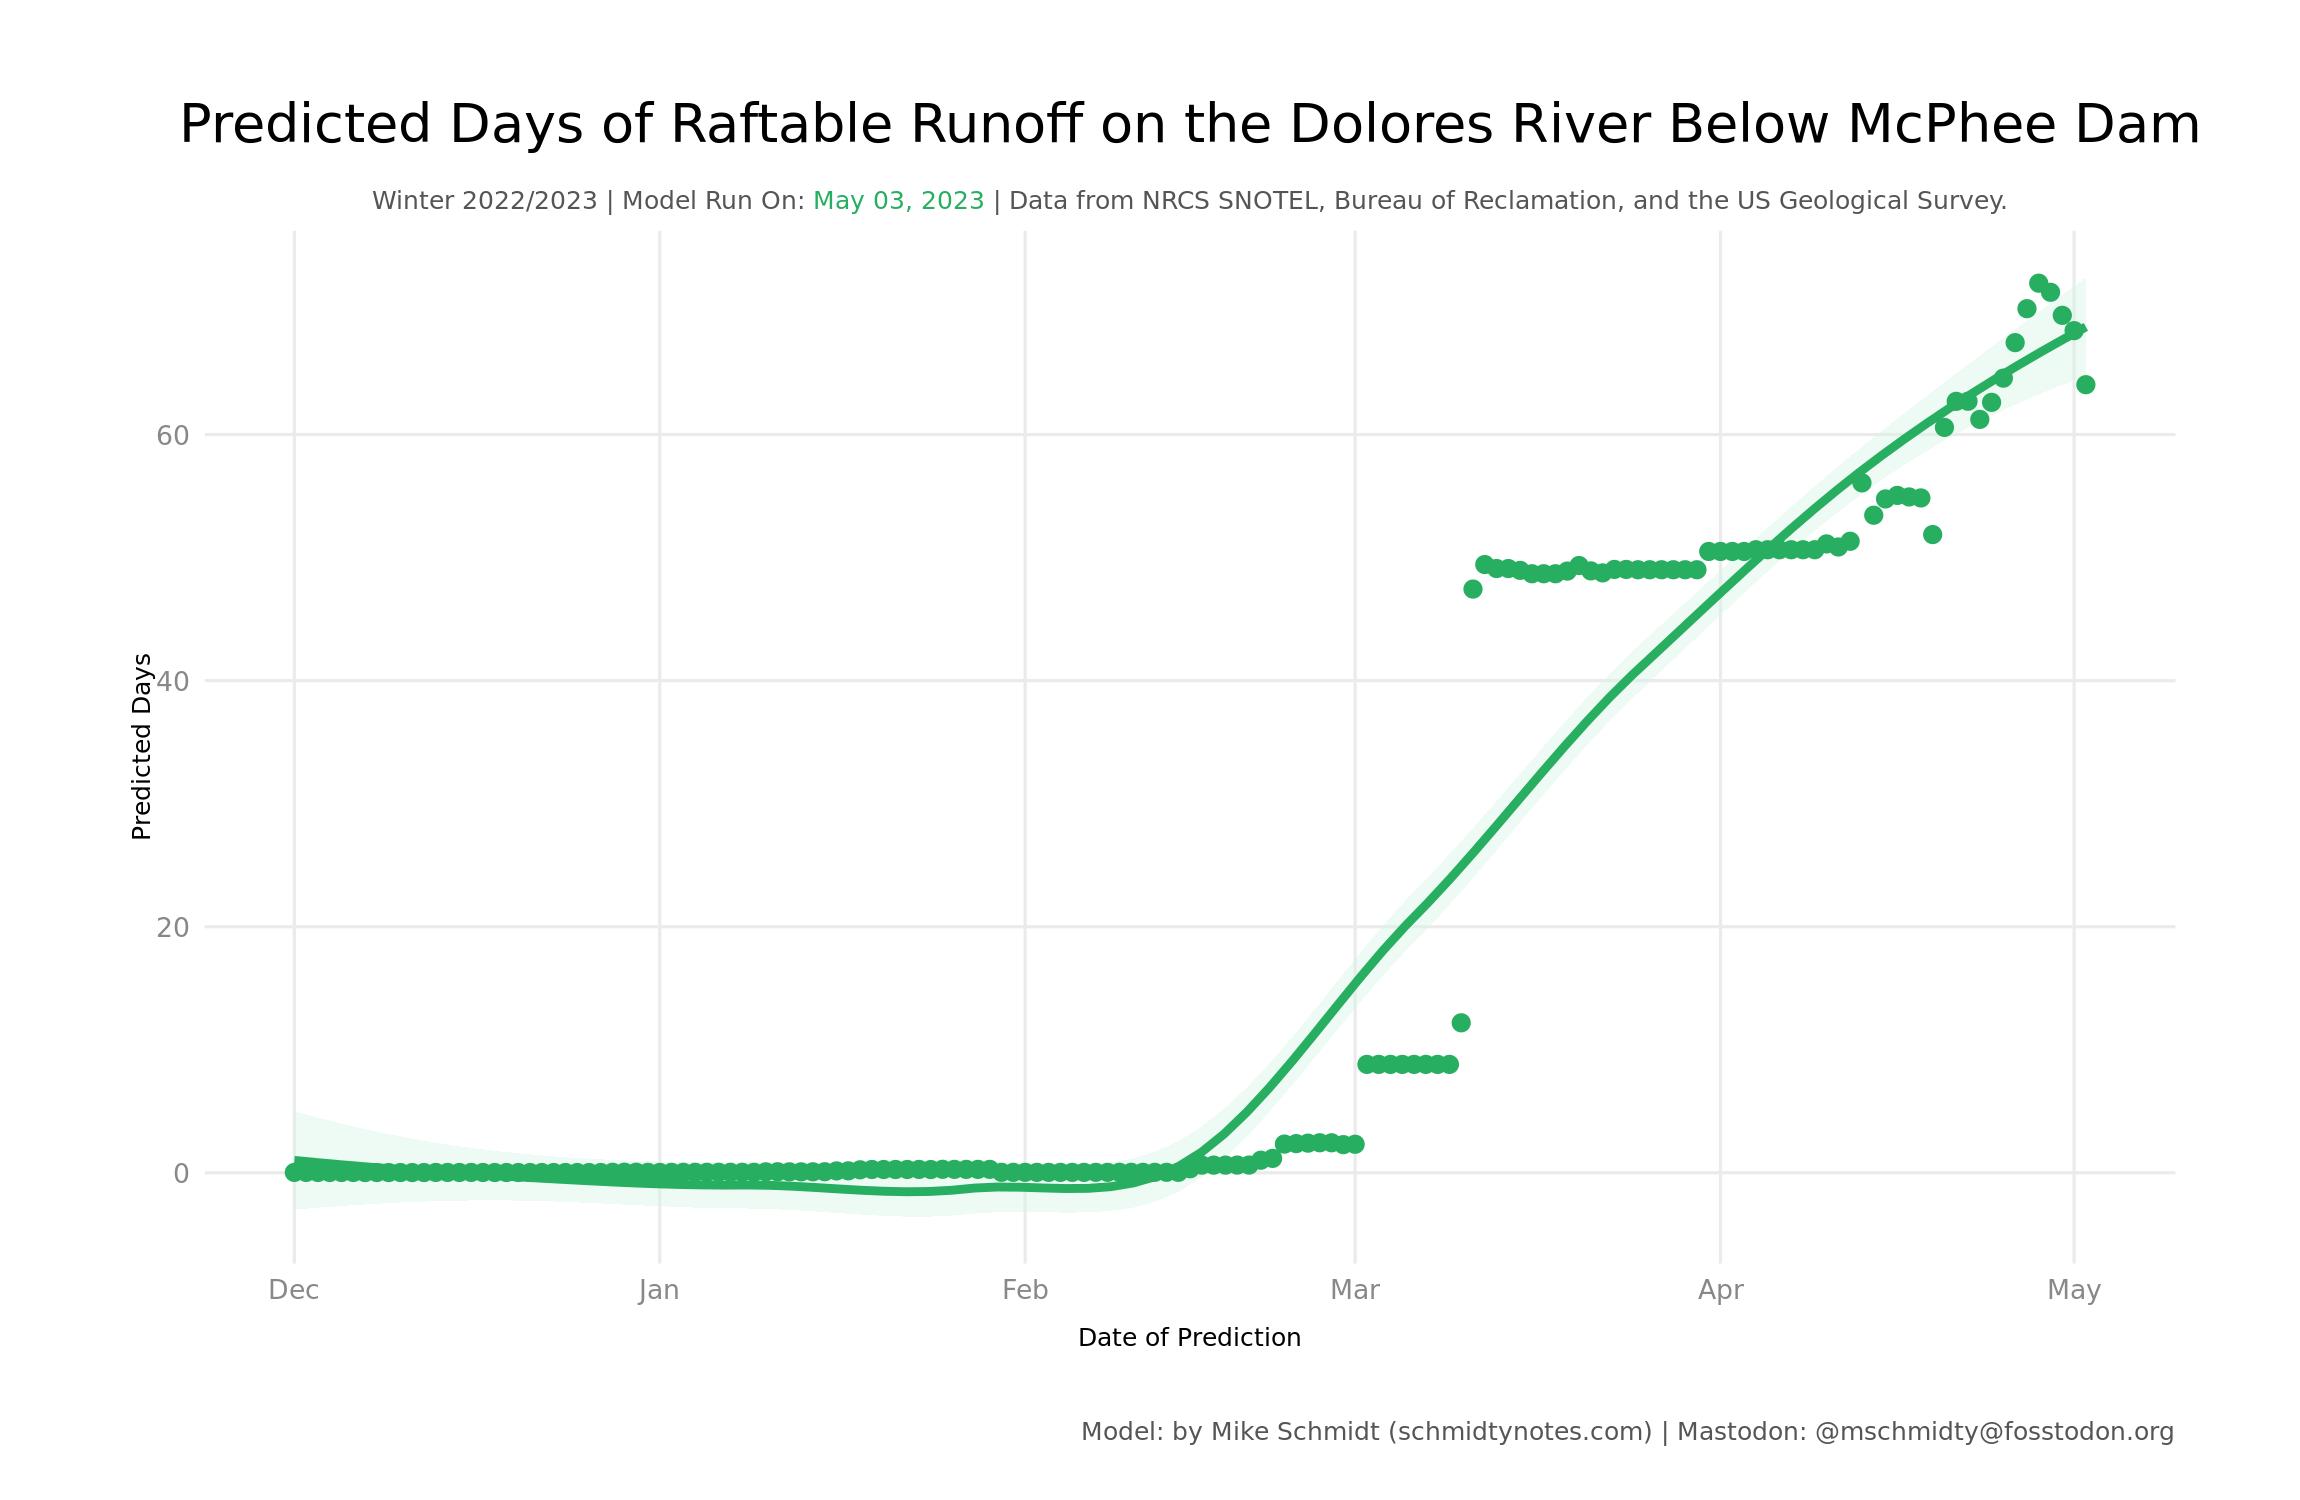 Predicted Days of Raftable Runoff on the Dolores River Below McPhee Dam
Winter 2022/2023 | Model Run On: May 03, 2023 | Data from NRCS SNOTEL, Bureau of Reclamation, and the US Geological Survey.
Predicted Days
60
40
20
0
Dec Jan Feb Mar Apr May
Date of Prediction
Model: by Mike Schmidt (schmidtynotes.com) | Mastodon: @mschmidty@fosstodon.org